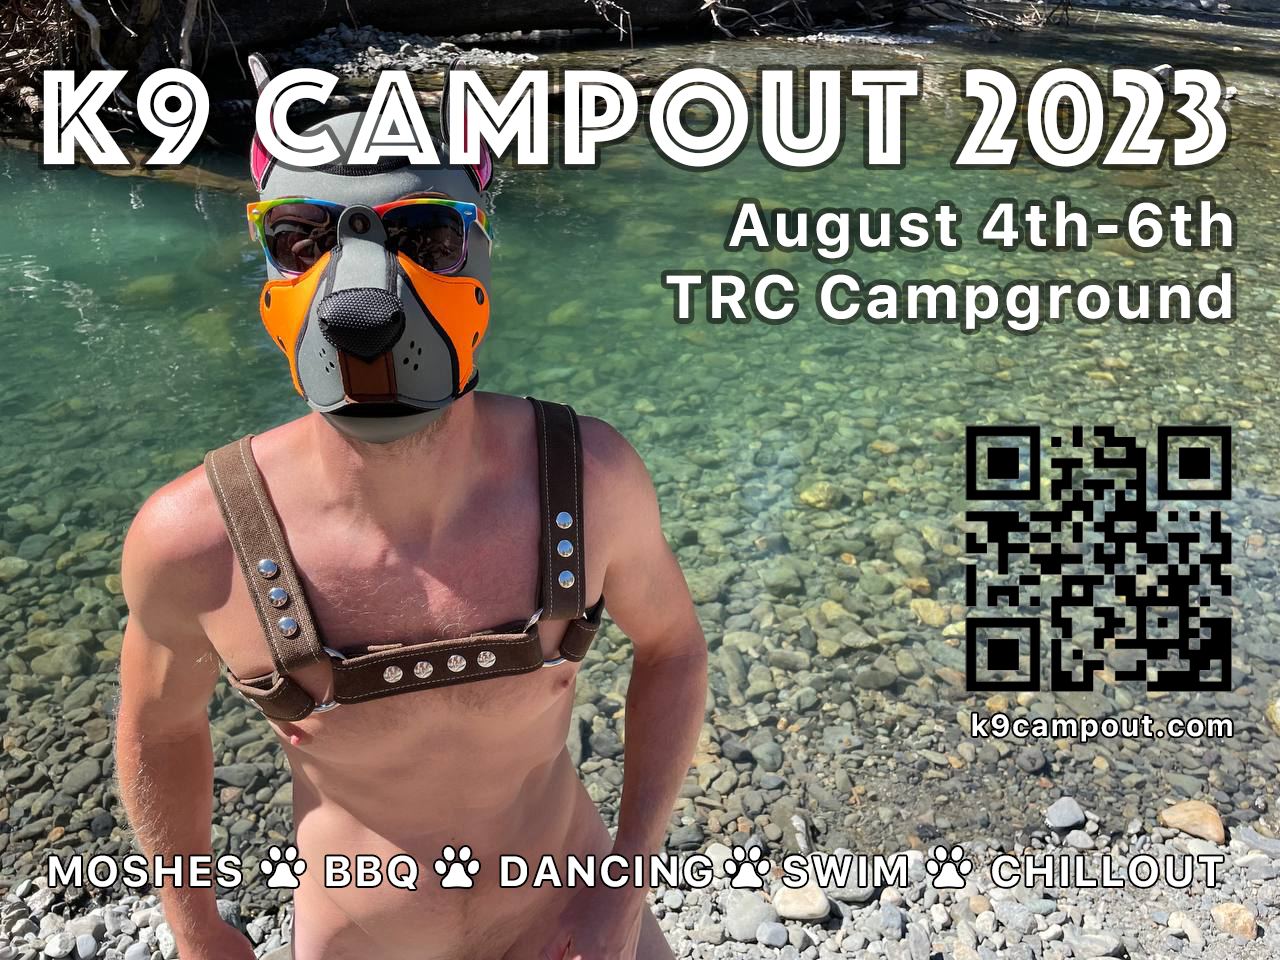 K9 CAMPOUT 2023
August 4th-6th
TRC Campground
k9campout.com
MOSHES BBQ DANCING SWIM CHILLOUT